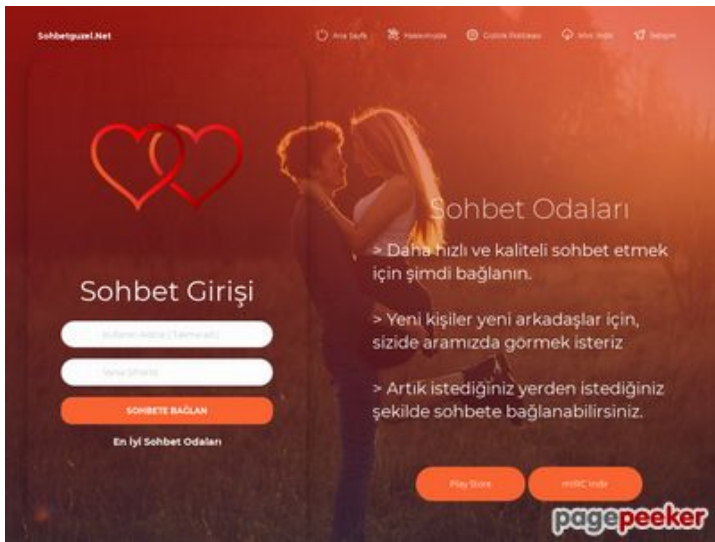 Sohbetguzel.Net
Ana Sayfa Hakkımızda Gizlilik Politikası Mirc İndir İletişim
Sohbet Girişi
SOHBETE BAĞLAN
En İyi Sohbet Odaları
Sohbet Odaları
> Daha hızlı ve kaliteli sohbet etmek
için şimdi bağlanın.
> Yeni kişiler yeni arkadaşlar için,
sizide aramızda görmek isteriz
> Artık istediğiniz yerden istediğiniz
şekilde sohbete bağlanabilirsiniz.
Play Store mIRC indir
pagepeeker